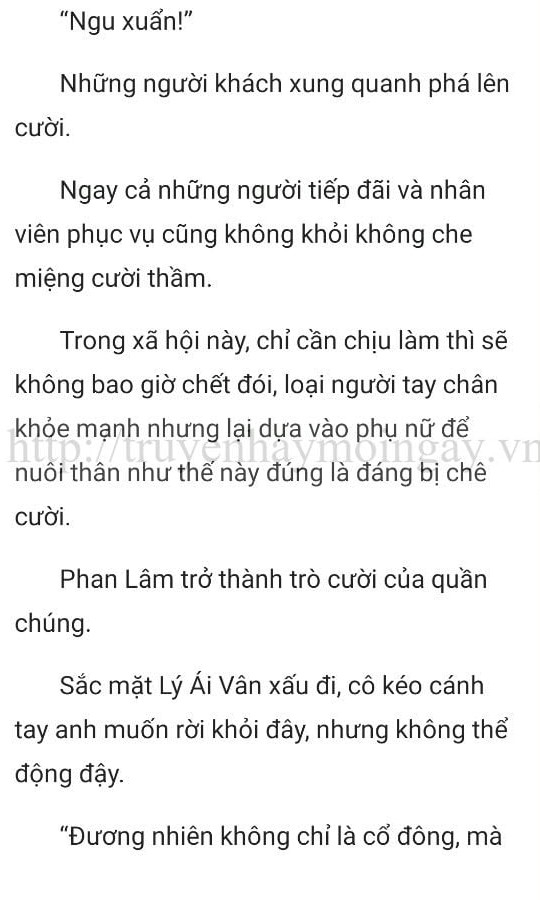 “Ngu xuẩn!”
Những người khách xung quanh phá lên
cười.
Ngay cả những người tiếp đãi và nhân
viên phục vụ cũng không khỏi không che
miệng cười thầm.
Trong xã hội này, chỉ cần chịu làm thì sẽ
không bao giờ chết đói, loại người tay chân
khỏe mạnh nhưng lại dựa vào phụ nữ để
http://truyenhaymoingay.vn
nuôi thân như thế này đúng là đáng bị chê
cười.
Phan Lâm trở thành trò cười của quần
chúng.
Sắc mặt Lý Ái Vân xấu đi, cô kéo cánh
tay anh muốn rời khỏi đây, nhưng không thể
động đậy.
“Đương nhiên không chỉ là cổ đông, mà